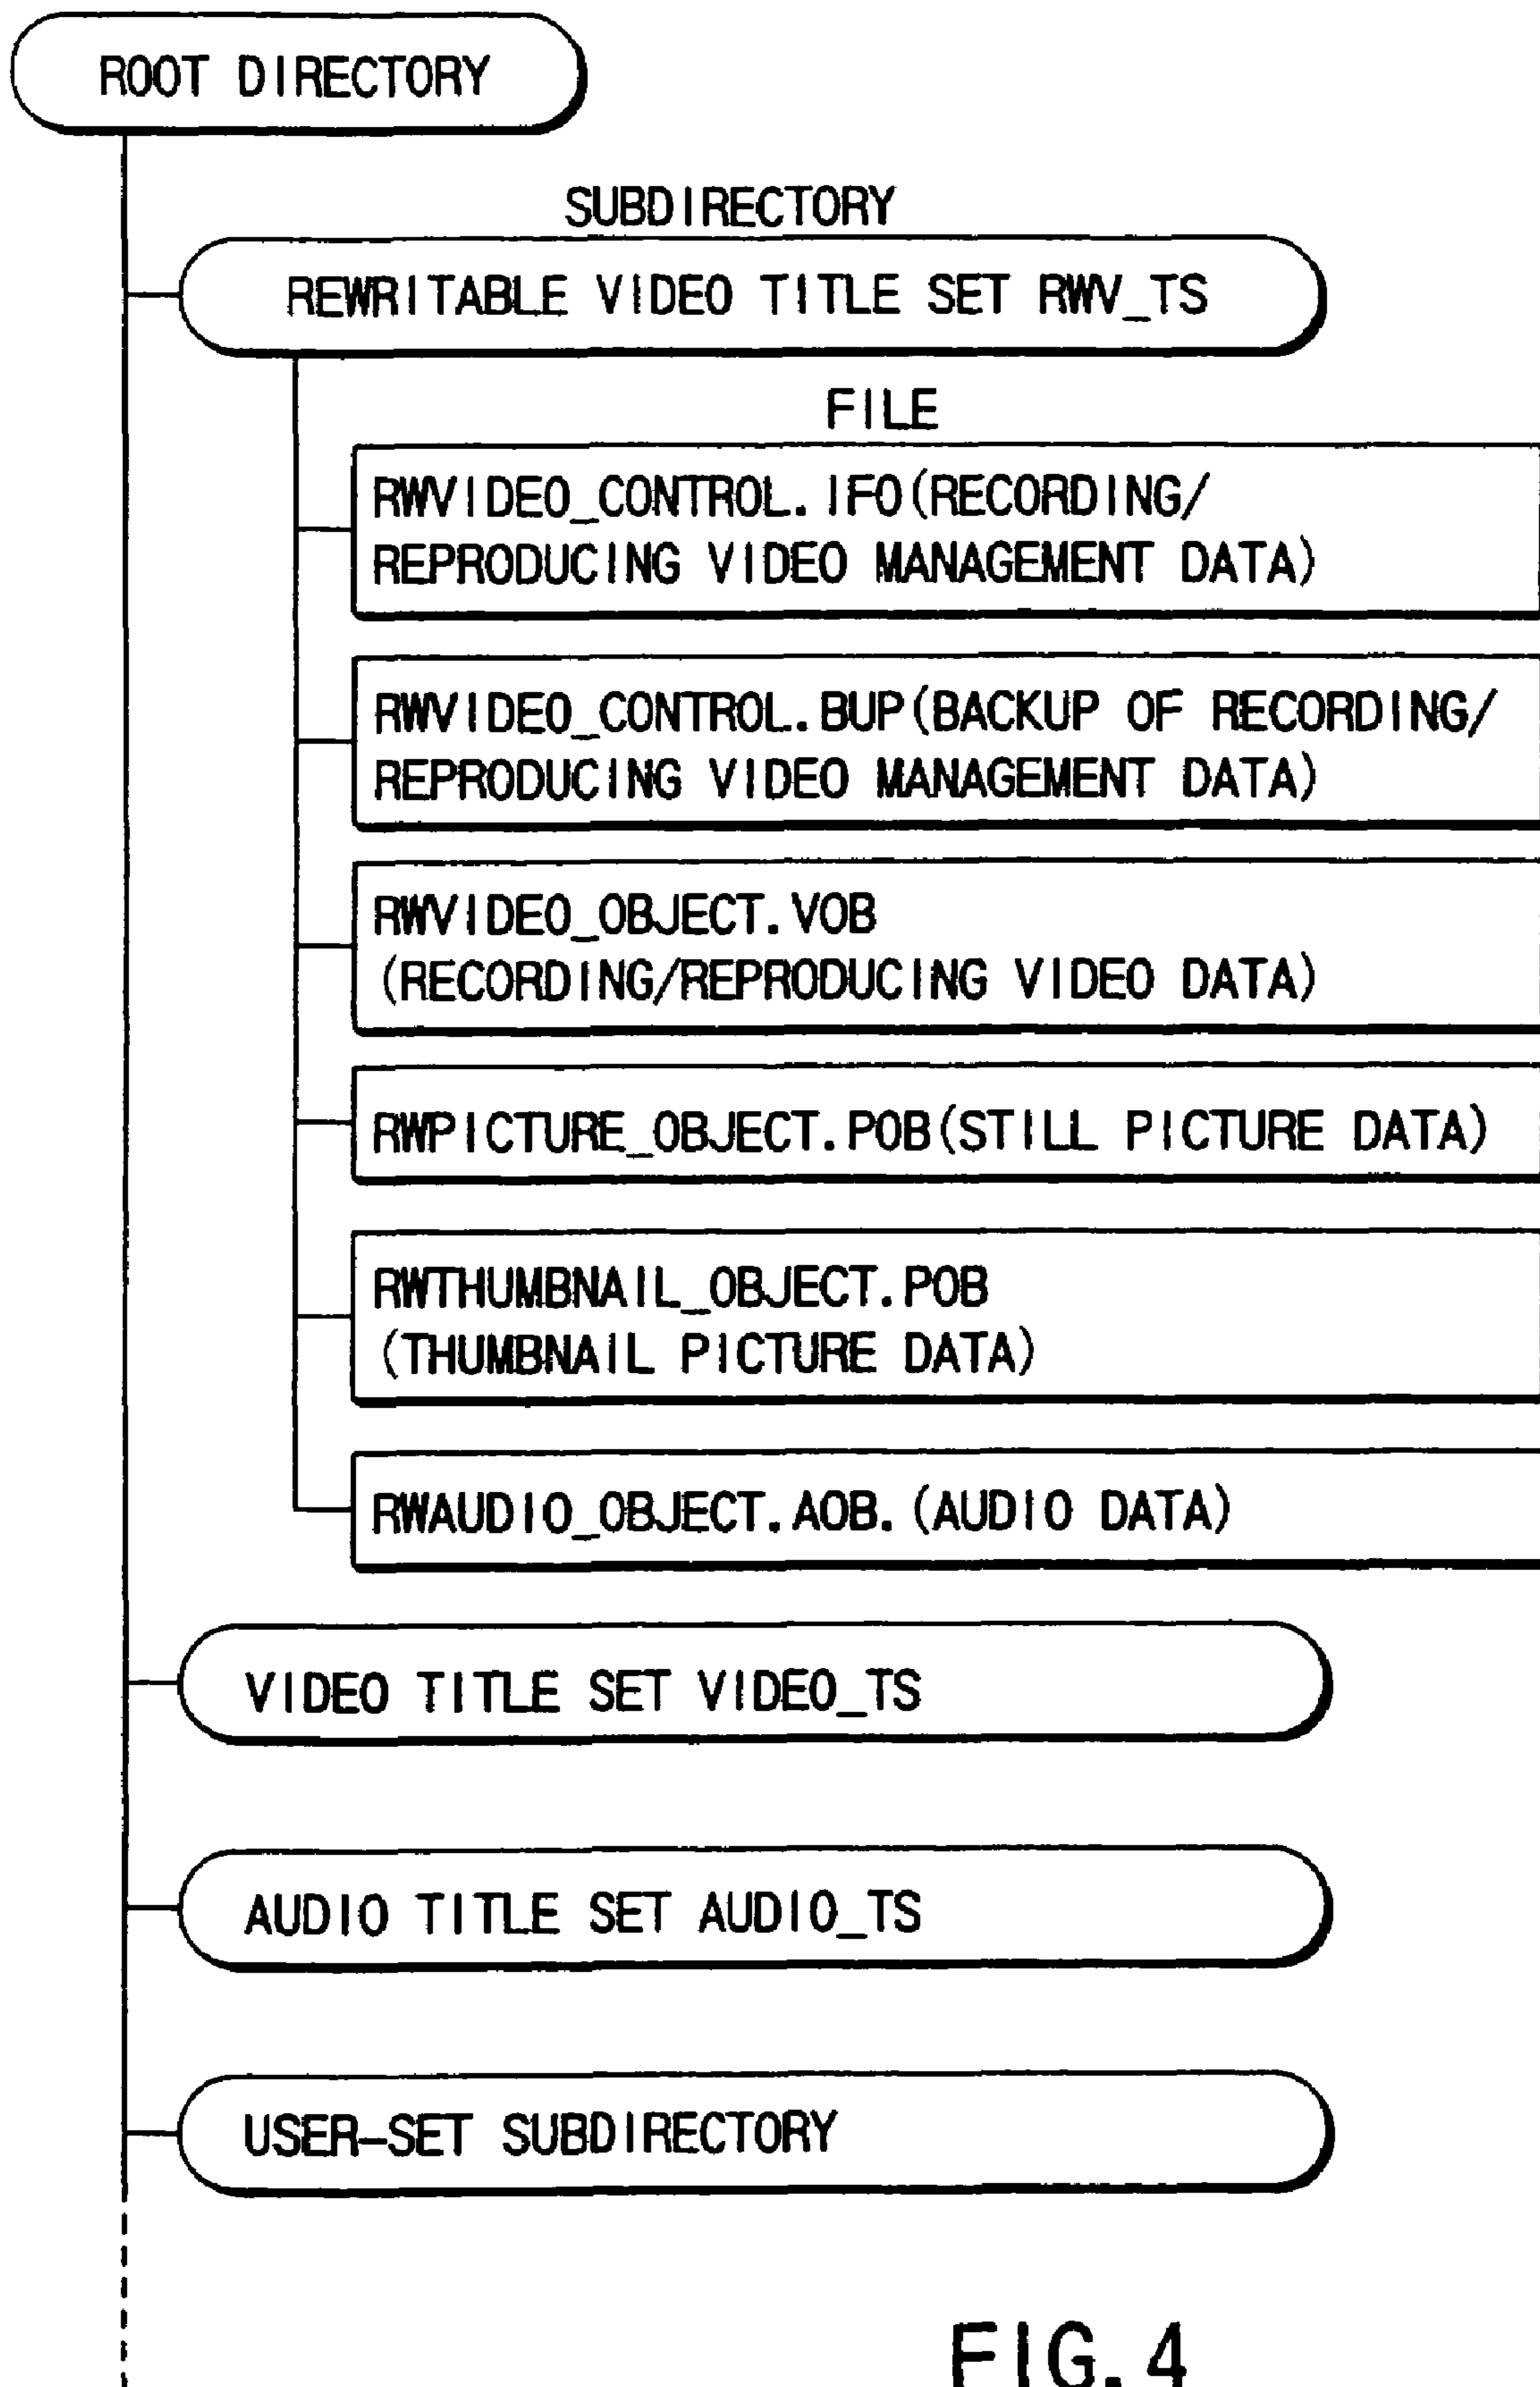 ROOT DIRECTORY
SUBDIRECTORY
REWRITABLE VIDEO TITLE SET RWV_TS
FILE
RWVIDEO_CONTROL.IFO(RECORDING/
REPRODUCING VIDEO MANAGEMENT DATA)
RWVIDEO_CONTROL.BUP(BACKUP OF RECORDING/
REPRODUCING VIDEO MANAGEMENT DATA)
RWVIDEO_OBJECT.VOB
(RECORDING/REPRODUCING VIDEO DATA)
RWPICTURE_OBJECT.POB(STILL PICTURE DATA)
RWTHUMBNAIL_OBJECT.POB
(THUMBNAIL PICTURE DATA)
RWAUDIO_OBJECT.AOB.(AUDIO DATA)
VIDEO TITLE SET VIDEO_TS
AUDIO TITLE SET AUDIO_TS
USER-SET SUBDIRECTORY
FIG.4